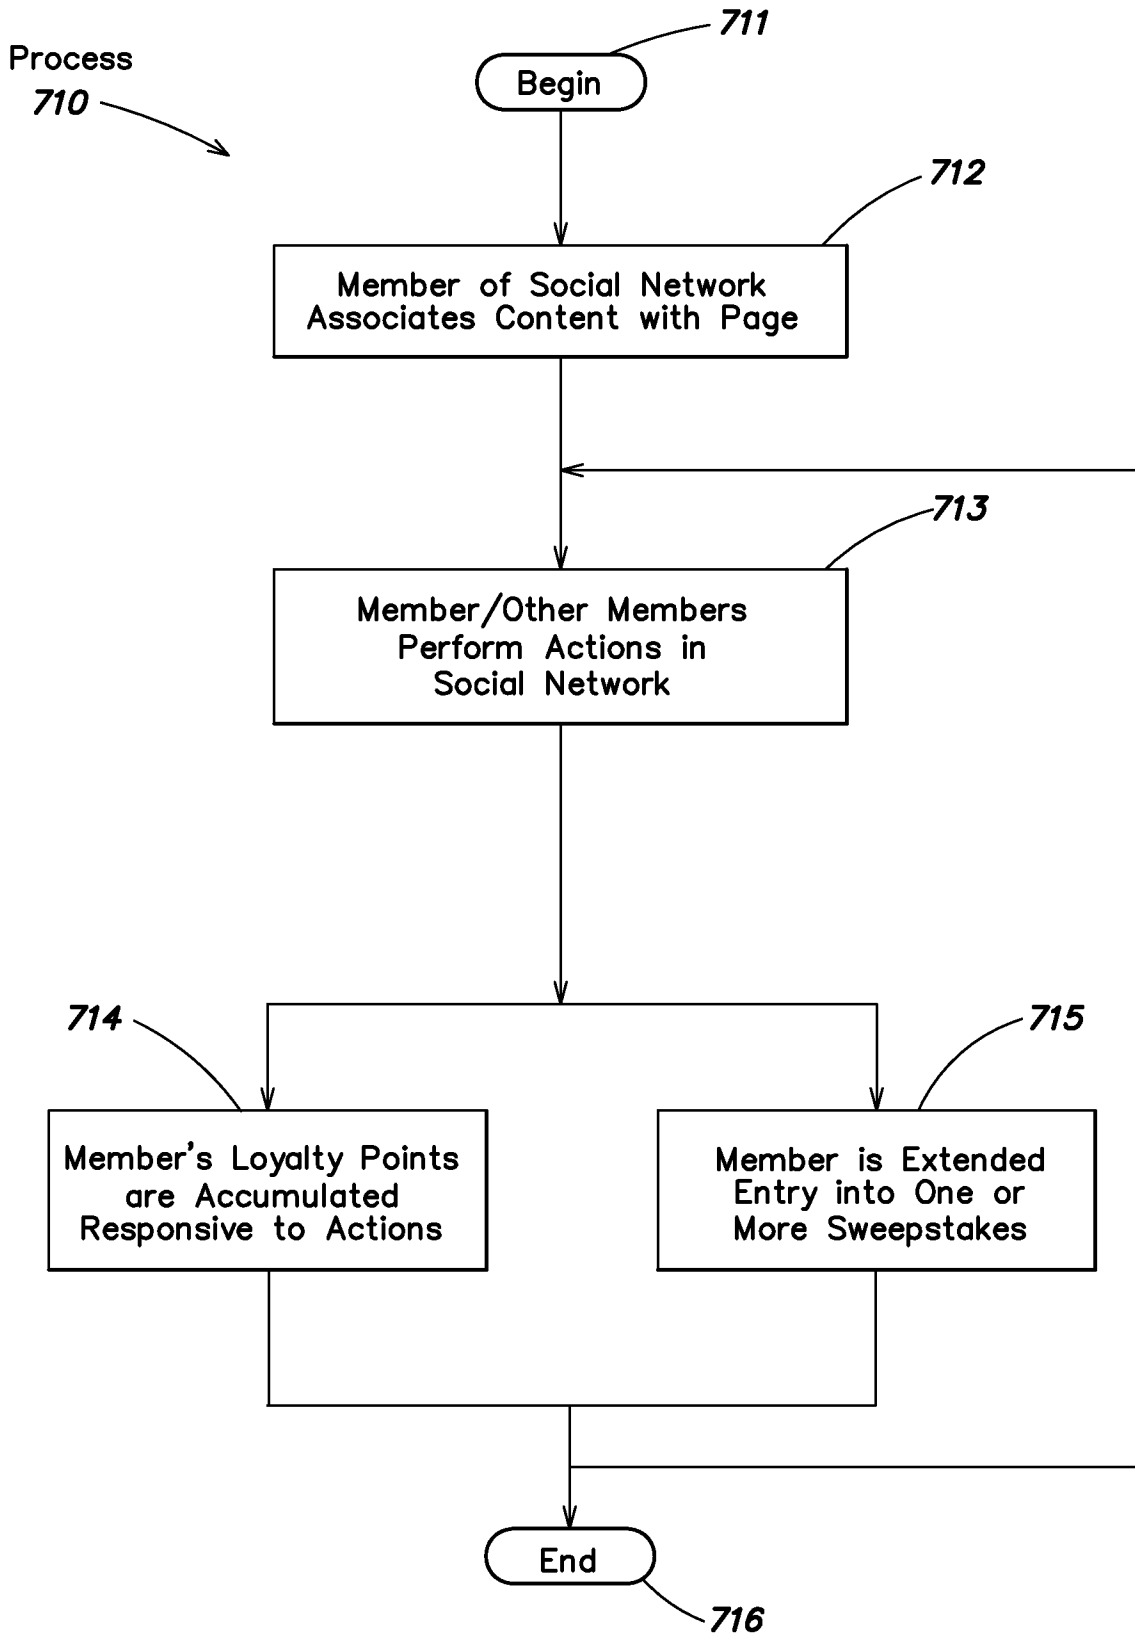 711
Process
710
Begin
712
Member of Social Network
Associates Content with Page
713
Member/Other Members
Perform Actions in
Social Network
714
715
Member's Loyalty Points
are Accumulated
Responsive to Actions
Member is Extended
Entry into One or
More Sweepstakes
End
716